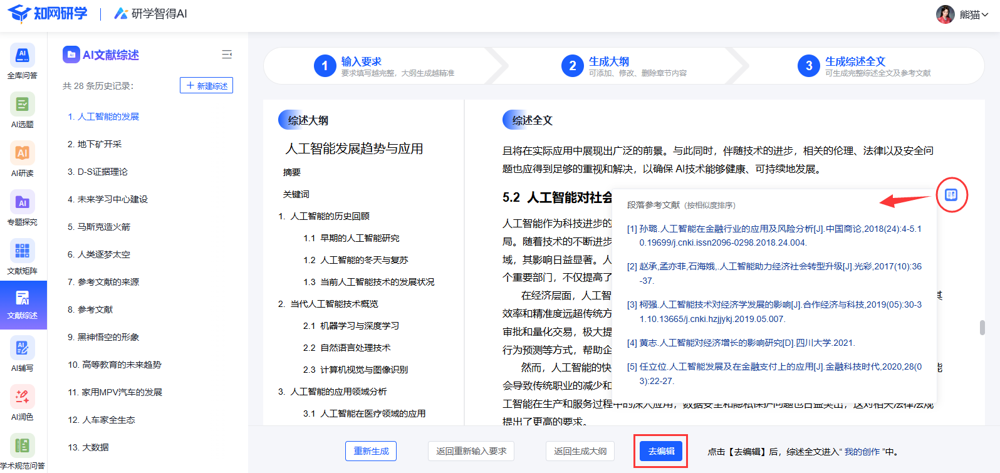 知网研学
研学智得AI
熊猫
全库问答
AI选题
AI研读
专题探究
文献矩阵
文献综述
AI辅写
AI润色
学术规范问答
AI文献综述
共 28 条历史记录：
新建综述
1. 人工智能的发展
2. 地下矿开采
3. D-S证据理论
4. 未来学习中心建设
5. 马斯克造火箭
6. 人类逐梦太空
7. 参考文献的来源
8. 参考文献
9. 黑神悟空的形象
10. 高等教育的未来趋势
11. 家用MPV汽车的发展
12. 人车家全生态
13. 大数据
1 输入要求
要求填写越完整，大纲生成越精准
2 生成大纲
可添加、修改、删除章节内容
3 生成综述全文
可生成完整综述全文及参考文献
综述大纲
人工智能发展趋势与应用
摘要
关键词
1. 人工智能的历史回顾
1.1 早期的人工智能研究
1.2 人工智能的冬天与复苏
1.3 当前人工智能技术的发展状况
2. 当代人工智能技术概览
2.1 机器学习与深度学习
2.2 自然语言处理技术
2.3 计算机视觉与图像识别
3. 人工智能的应用领域分析
3.1 人工智能在医疗领域的应用
综述全文
且将在实际应用中展现出广泛的前景。与此同时，伴随技术的进步，相关的伦理、法律以及安全问
题也应得到足够的重视和解决，以确保 AI技术能够健康、可持续地发展。
5.2 人工智能对社会
人工智能作为科技进步的
局。随着技术的不断进步
域，其影响日益显著。人
个重要部门，不仅提高了
在经济层面，人工智 其
效率和精准度远超传统方
审批和量化交易，极大提
行为预测等方式，帮助企
然而，人工智能的快 能
会导致传统职业的减少和
工智能在生产和服务过程中的深入应用，数据安全和隐私保护问题也日益突出，这对相关法律法规
提出了更高的要求。
段落参考文献（按相似度排序）
[1] 孙璐.人工智能在金融行业的应用及风险分析[J].中国商论,2018(24):4-5.1
0.19699/j.cnki.issn2096-0298.2018.24.004.
[2] 赵承,孟亦菲,石海娥,.人工智能助力经济社会转型升级[J].光彩,2017(10):36
-37.
[3] 柯强.人工智能技术对经济学发展的影响[J].合作经济与科技,2019(05):30-3
1.10.13665/j.cnki.hzjjykj.2019.05.007.
[4] 黄志.人工智能对经济增长的影响研究[D].四川大学.2021.
[5] 任立位.人工智能发展及在金融支付上的应用[J].金融科技时代,2020,28(0
3):22-27.
重新生成
返回重新输入要求
返回生成大纲
去编辑
点击【去编辑】后，综述全文进入“ 我的创作 ”中。